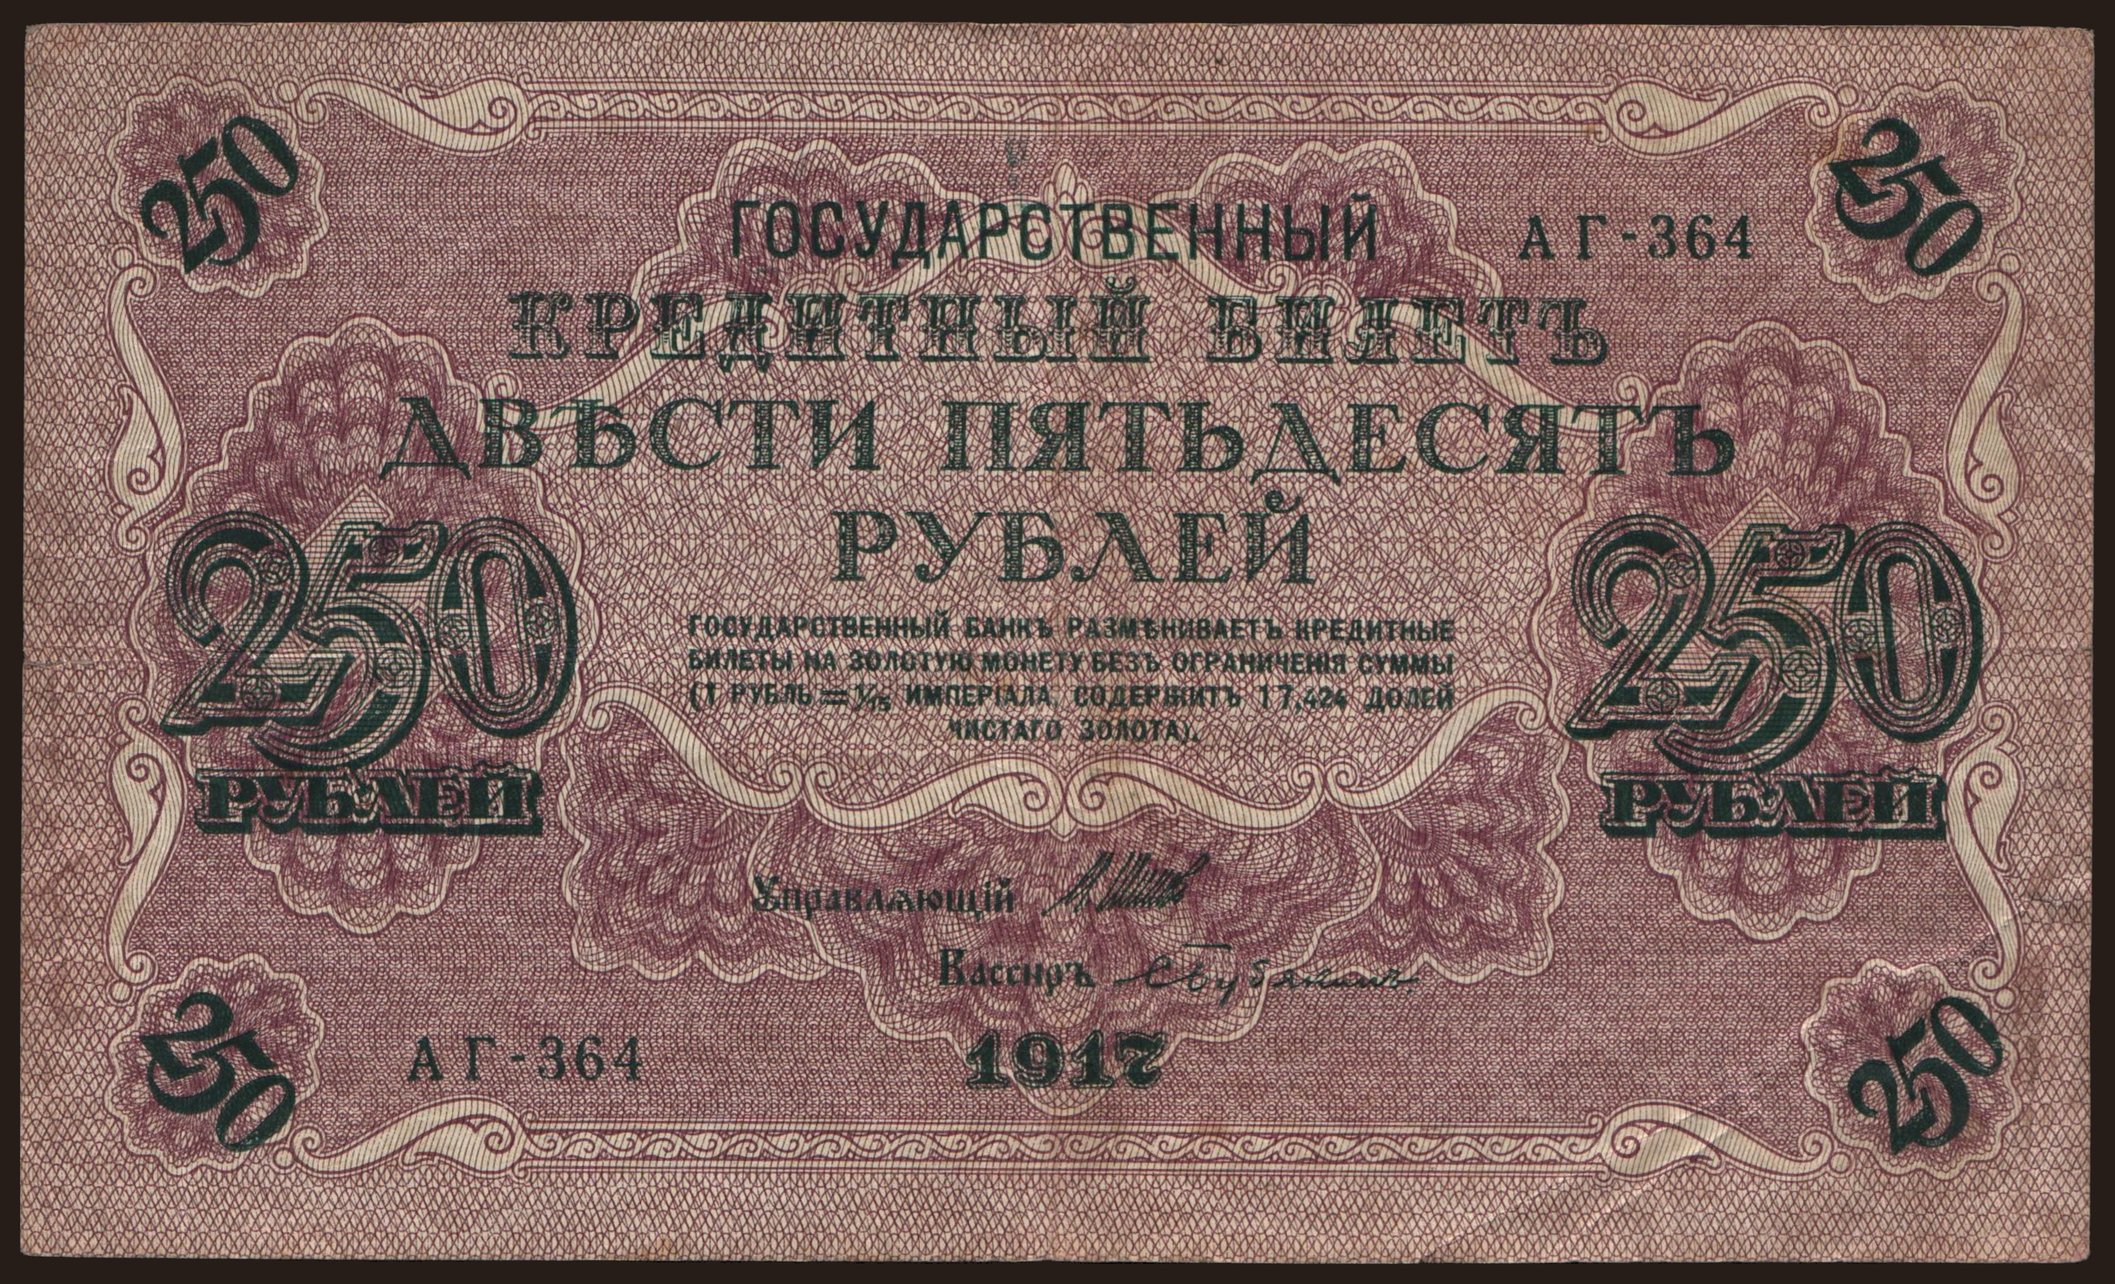 250
250
ГОСУДАРСТВЕННЫЙ
АГ-364
КРЕДИТНЫЙ БИЛЕТЪ
ДВѢСТИ ПЯТЬДЕСЯТЪ
РУБЛЕЙ
250
РУБЛЕЙ
250
РУБЛЕЙ
ГОСУДАРСТВЕННЫЙ БАНКЪ РАЗМѢНИВАЕТЪ КРЕДИТНЫЕ
БИЛЕТЫ НА ЗОЛОТУЮ МОНЕТУ БЕЗЪ ОГРАНИЧЕНІЯ СУММЫ
(1 РУБЛЬ = 1/15 ИМПЕРІАЛА, СОДЕРЖИТЪ 17,424 ДОЛЕЙ
ЧИСТАГО ЗОЛОТА).
Управляющій
Кассиръ
АГ-364
1917
250
250